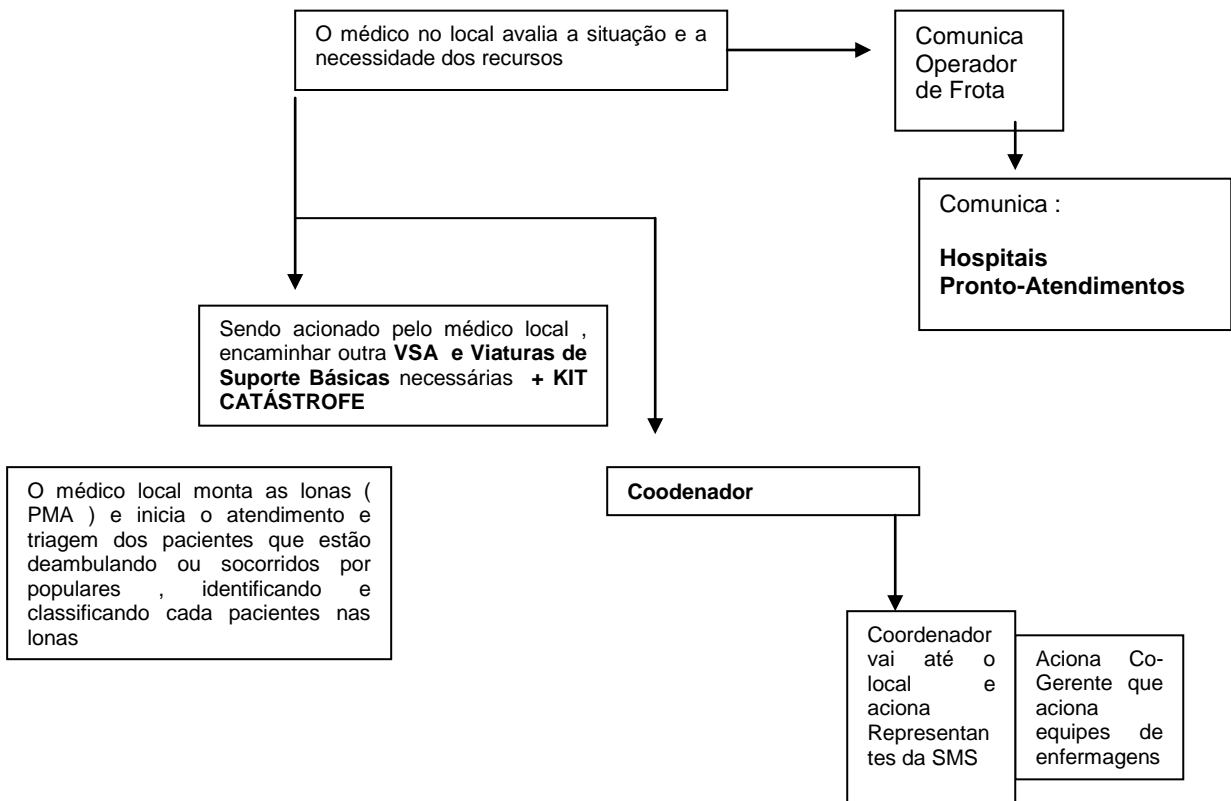 O médico no local avalia a situação e a
necessidade dos recursos
Comunica
Operador
de Frota
Comunica :
Hospitais
Pronto-Atendimentos
Sendo acionado pelo médico local ,
encaminhar outra VSA e Viaturas de
Suporte Básicas necessárias + KIT
CATÁSTROFE
O médico local monta as lonas (
PMA ) e inicia o atendimento e
triagem dos pacientes que estão
deambulando ou socorridos por
populares , identificando e
classificando cada pacientes nas
lonas
Coodenador
Coordenador
vai até o
local e
aciona
Representan
tes da SMS
Aciona Co-
Gerente que
aciona
equipes de
enfermagens